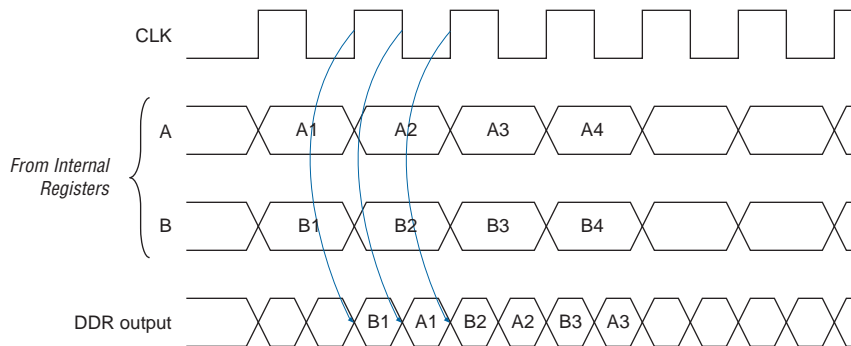 CLK
A
A1 A2 A3 A4
From Internal
Registers
B
B1 B2 B3 B4
DDR output
B1 A1 B2 A2 B3 A3